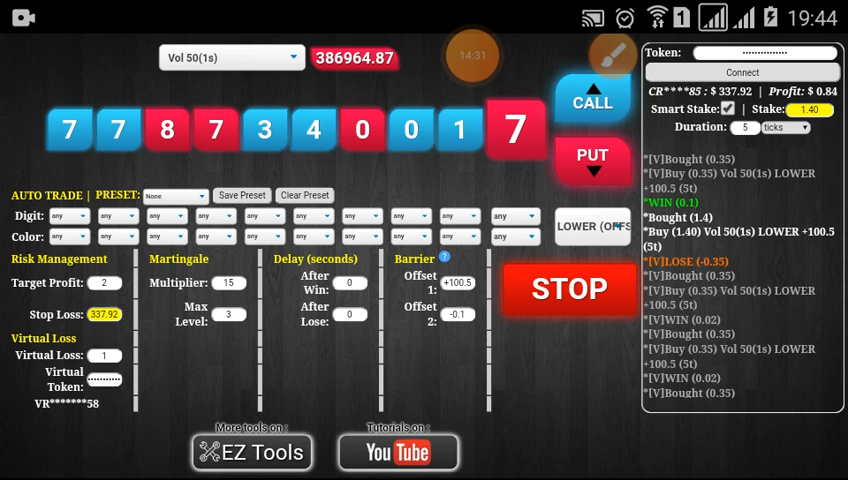 1 19:44
Vol 50(1s) 386964.87 14:31
CALL
7 7 8 7 3 4 0 0 1 7
PUT
AUTO TRADE | PRESET: None Save Preset Clear Preset
Digit: any any any any any any any any any any
Color: any any any any any any any any any any
LOWER (OFFS
Risk Management
Target Profit: 2
Stop Loss: 337.92
Virtual Loss
Virtual Loss: 1
Virtual
Token: ···········
VR*******58
Martingale
Multiplier: 15
Max
Level: 3
Delay (seconds)
After
Win: 0
After
Lose: 0
Barrier ?
Offset
1: +100.5
Offset
2: -0.1
STOP
More tools on :
EZ Tools
Tutorials on :
YouTube
Token: ···············
Connect
CR****85 : $ 337.92 | Profit: $ 0.84
Smart Stake: | Stake: 1.40
Duration: 5 ticks
*[V]Bought (0.35)
*[V]Buy (0.35) Vol 50(1s) LOWER
+100.5 (5t)
*WIN (0.1)
*Bought (1.4)
*Buy (1.40) Vol 50(1s) LOWER +100.5
(5t)
*[V]LOSE (-0.35)
*[V]Bought (0.35)
*[V]Buy (0.35) Vol 50(1s) LOWER
+100.5 (5t)
*[V]WIN (0.02)
*[V]Bought (0.35)
*[V]Buy (0.35) Vol 50(1s) LOWER
+100.5 (5t)
*[V]WIN (0.02)
*[V]Bought (0.35)